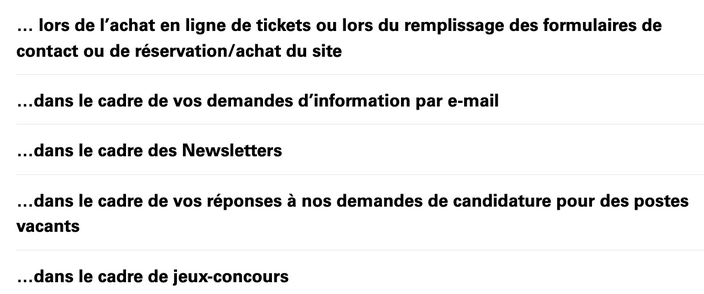 ... lors de l’achat en ligne de tickets ou lors du remplissage des formulaires de
contact ou de réservation/achat du site
...dans le cadre de vos demandes d’information par e-mail
...dans le cadre des Newsletters
...dans le cadre de vos réponses à nos demandes de candidature pour des postes
vacants
...dans le cadre de jeux-concours